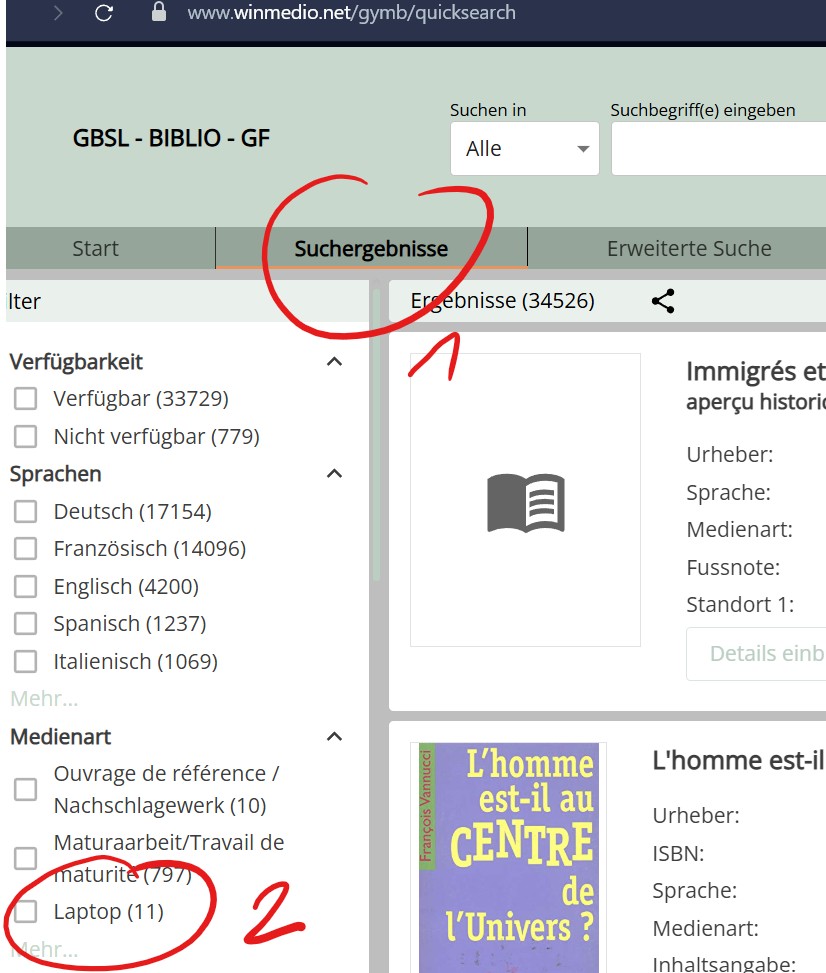 www.winmedio.net/gymb/quicksearch
GBSL - BIBLIO - GF
Suchen in
Suchbegriff(e) eingeben
Alle
Start
Suchergebnisse
Erweiterte Suche
lter
Ergebnisse (34526)
1
Verfügbarkeit
Verfügbar (33729)
Nicht verfügbar (779)
Sprachen
Deutsch (17154)
Französisch (14096)
Englisch (4200)
Spanisch (1237)
Italienisch (1069)
Mehr...
Medienart
Ouvrage de référence /
Nachschlagewerk (10)
Maturaarbeit/Travail de
maturité (797)
Laptop (11)
2
Mehr...
Immigrés et
aperçu historic
Urheber:
Sprache:
Medienart:
Fussnote:
Standort 1:
Details einb
François Vannucci
L'homme
est-il au
CENTRE
de
l'Univers ?
L'homme est-il
Urheber:
ISBN:
Sprache:
Medienart:
Inhaltsangabe: